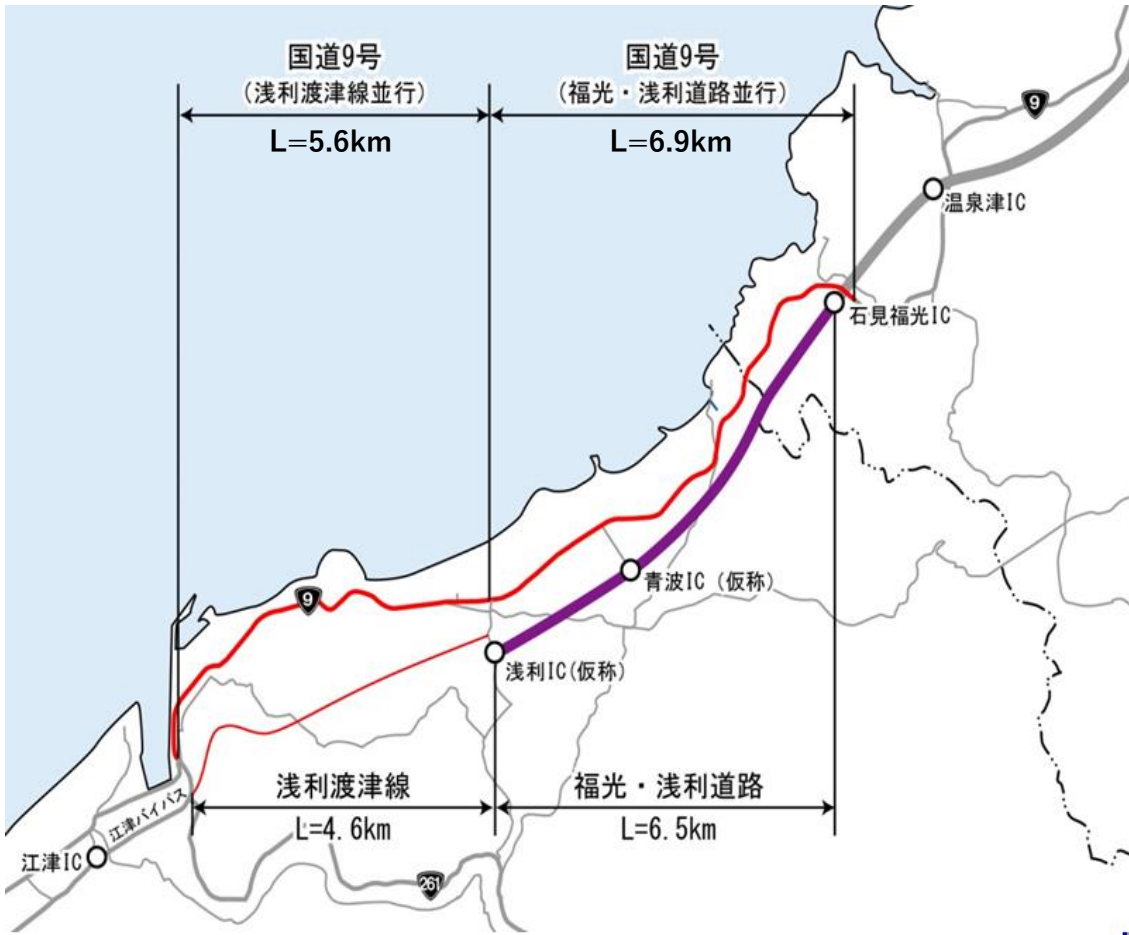 国道9号
(浅利渡津線並行)
L=5.6km
国道9号
(福光・浅利道路並行)
L=6.9km
9
温泉津IC
石見福光IC
青波IC（仮称）
9
浅利IC(仮称)
浅利渡津線
L=4.6km
福光・浅利道路
L=6.5km
江津バイパス
江津IC
261